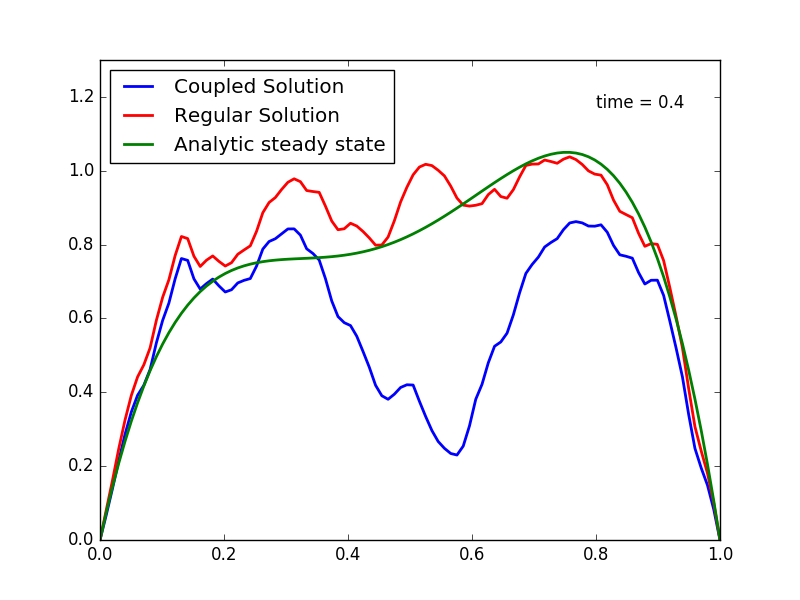 Coupled Solution
Regular Solution
Analytic steady state
time = 0.4
1.2
1.0
0.8
0.6
0.4
0.2
0.0
0.0 0.2 0.4 0.6 0.8 1.0